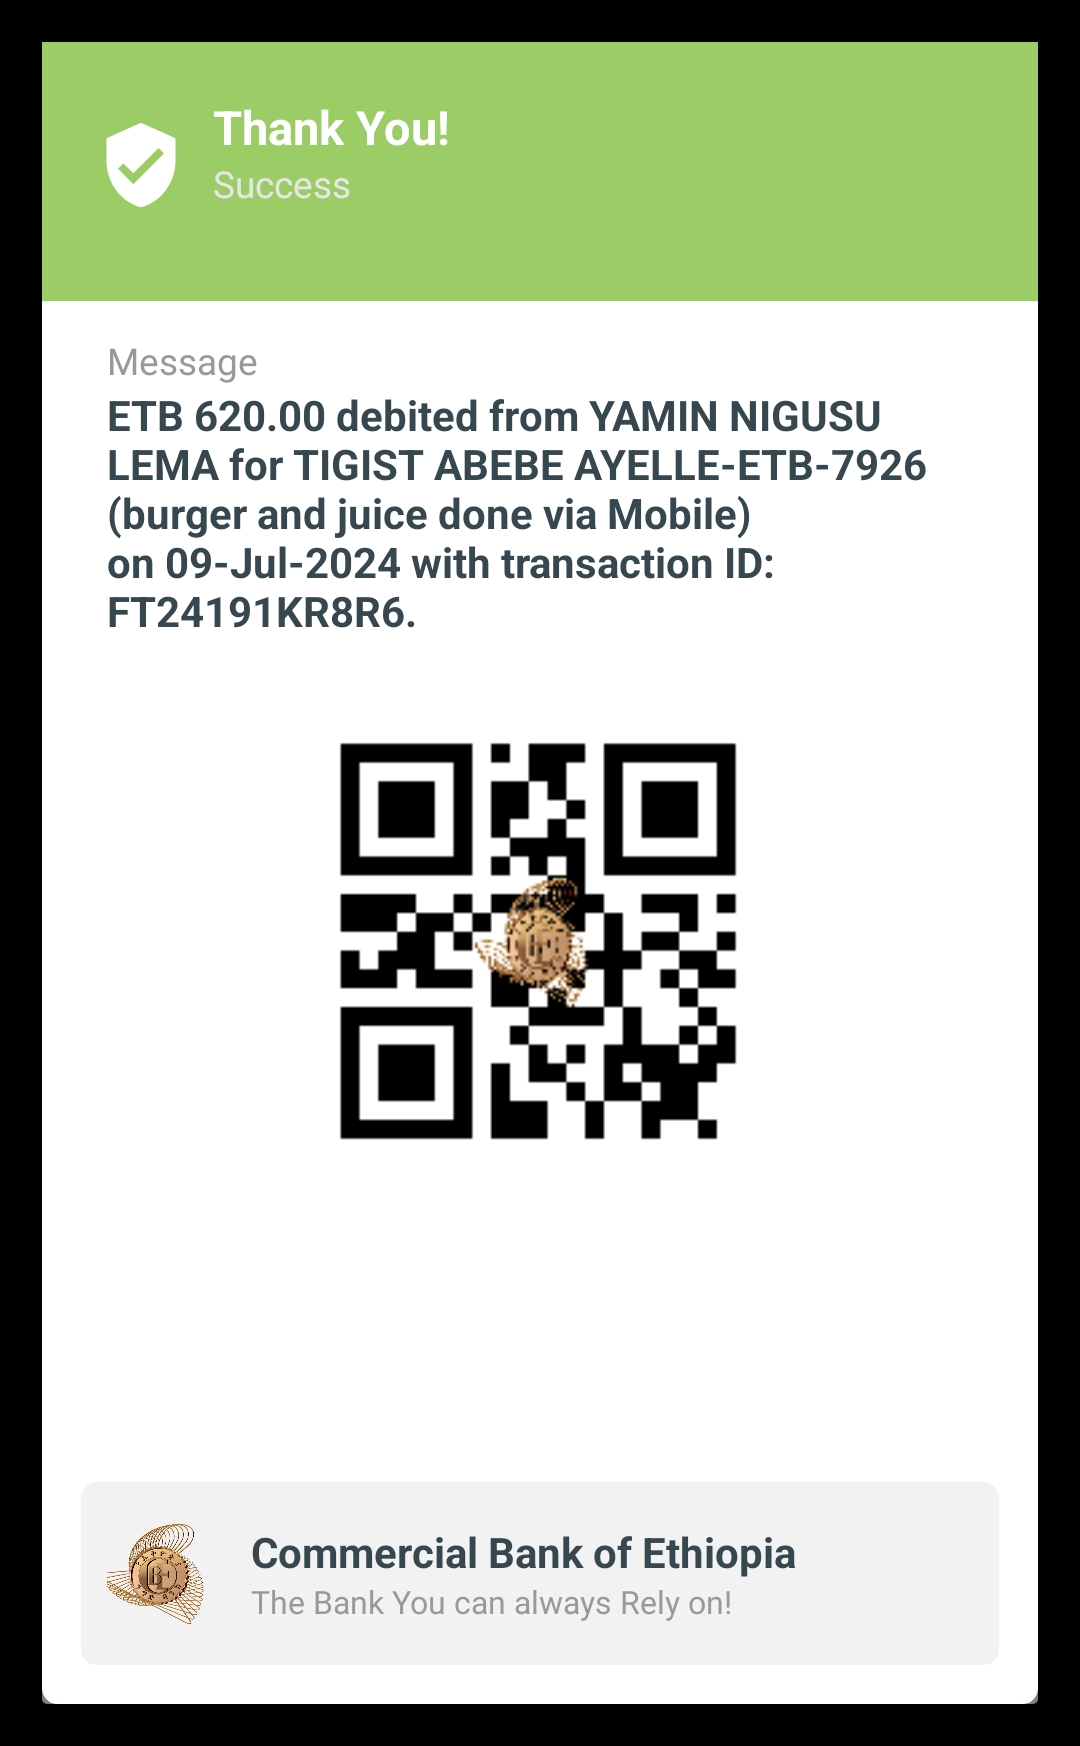 Thank You!
Success
Message
ETB 620.00 debited from YAMIN NIGUSU
LEMA for TIGIST ABEBE AYELLE-ETB-7926
(burger and juice done via Mobile)
on 09-Jul-2024 with transaction ID:
FT24191KR8R6.
Commercial Bank of Ethiopia
The Bank You can always Rely on!